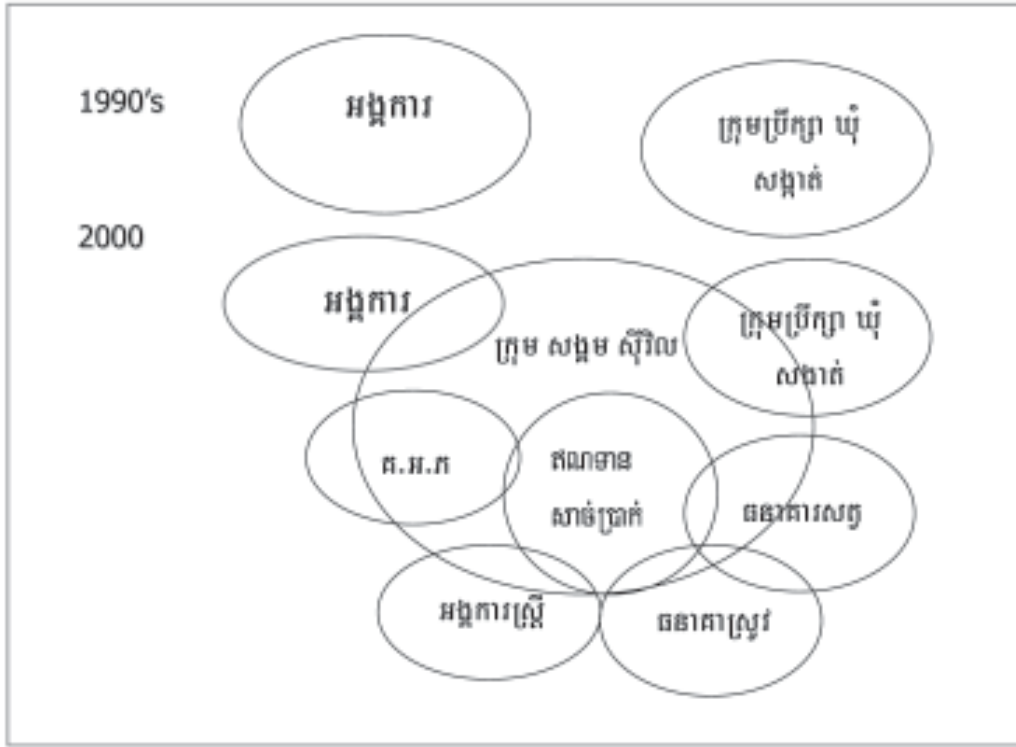 1990's
អង្គការ
ក្រុមប្រឹក្សា ឃុំ
សង្កាត់
2000
អង្គការ
ក្រុម សង្គម ស៊ីវិល
ក្រុមប្រឹក្សា ឃុំ
សង្កាត់
គ.អ.ភ
ឥណទាន
សាច់ប្រាក់
ធនាគារសត្វ
អង្គការស្ត្រី
ធនាគាស្រូវ